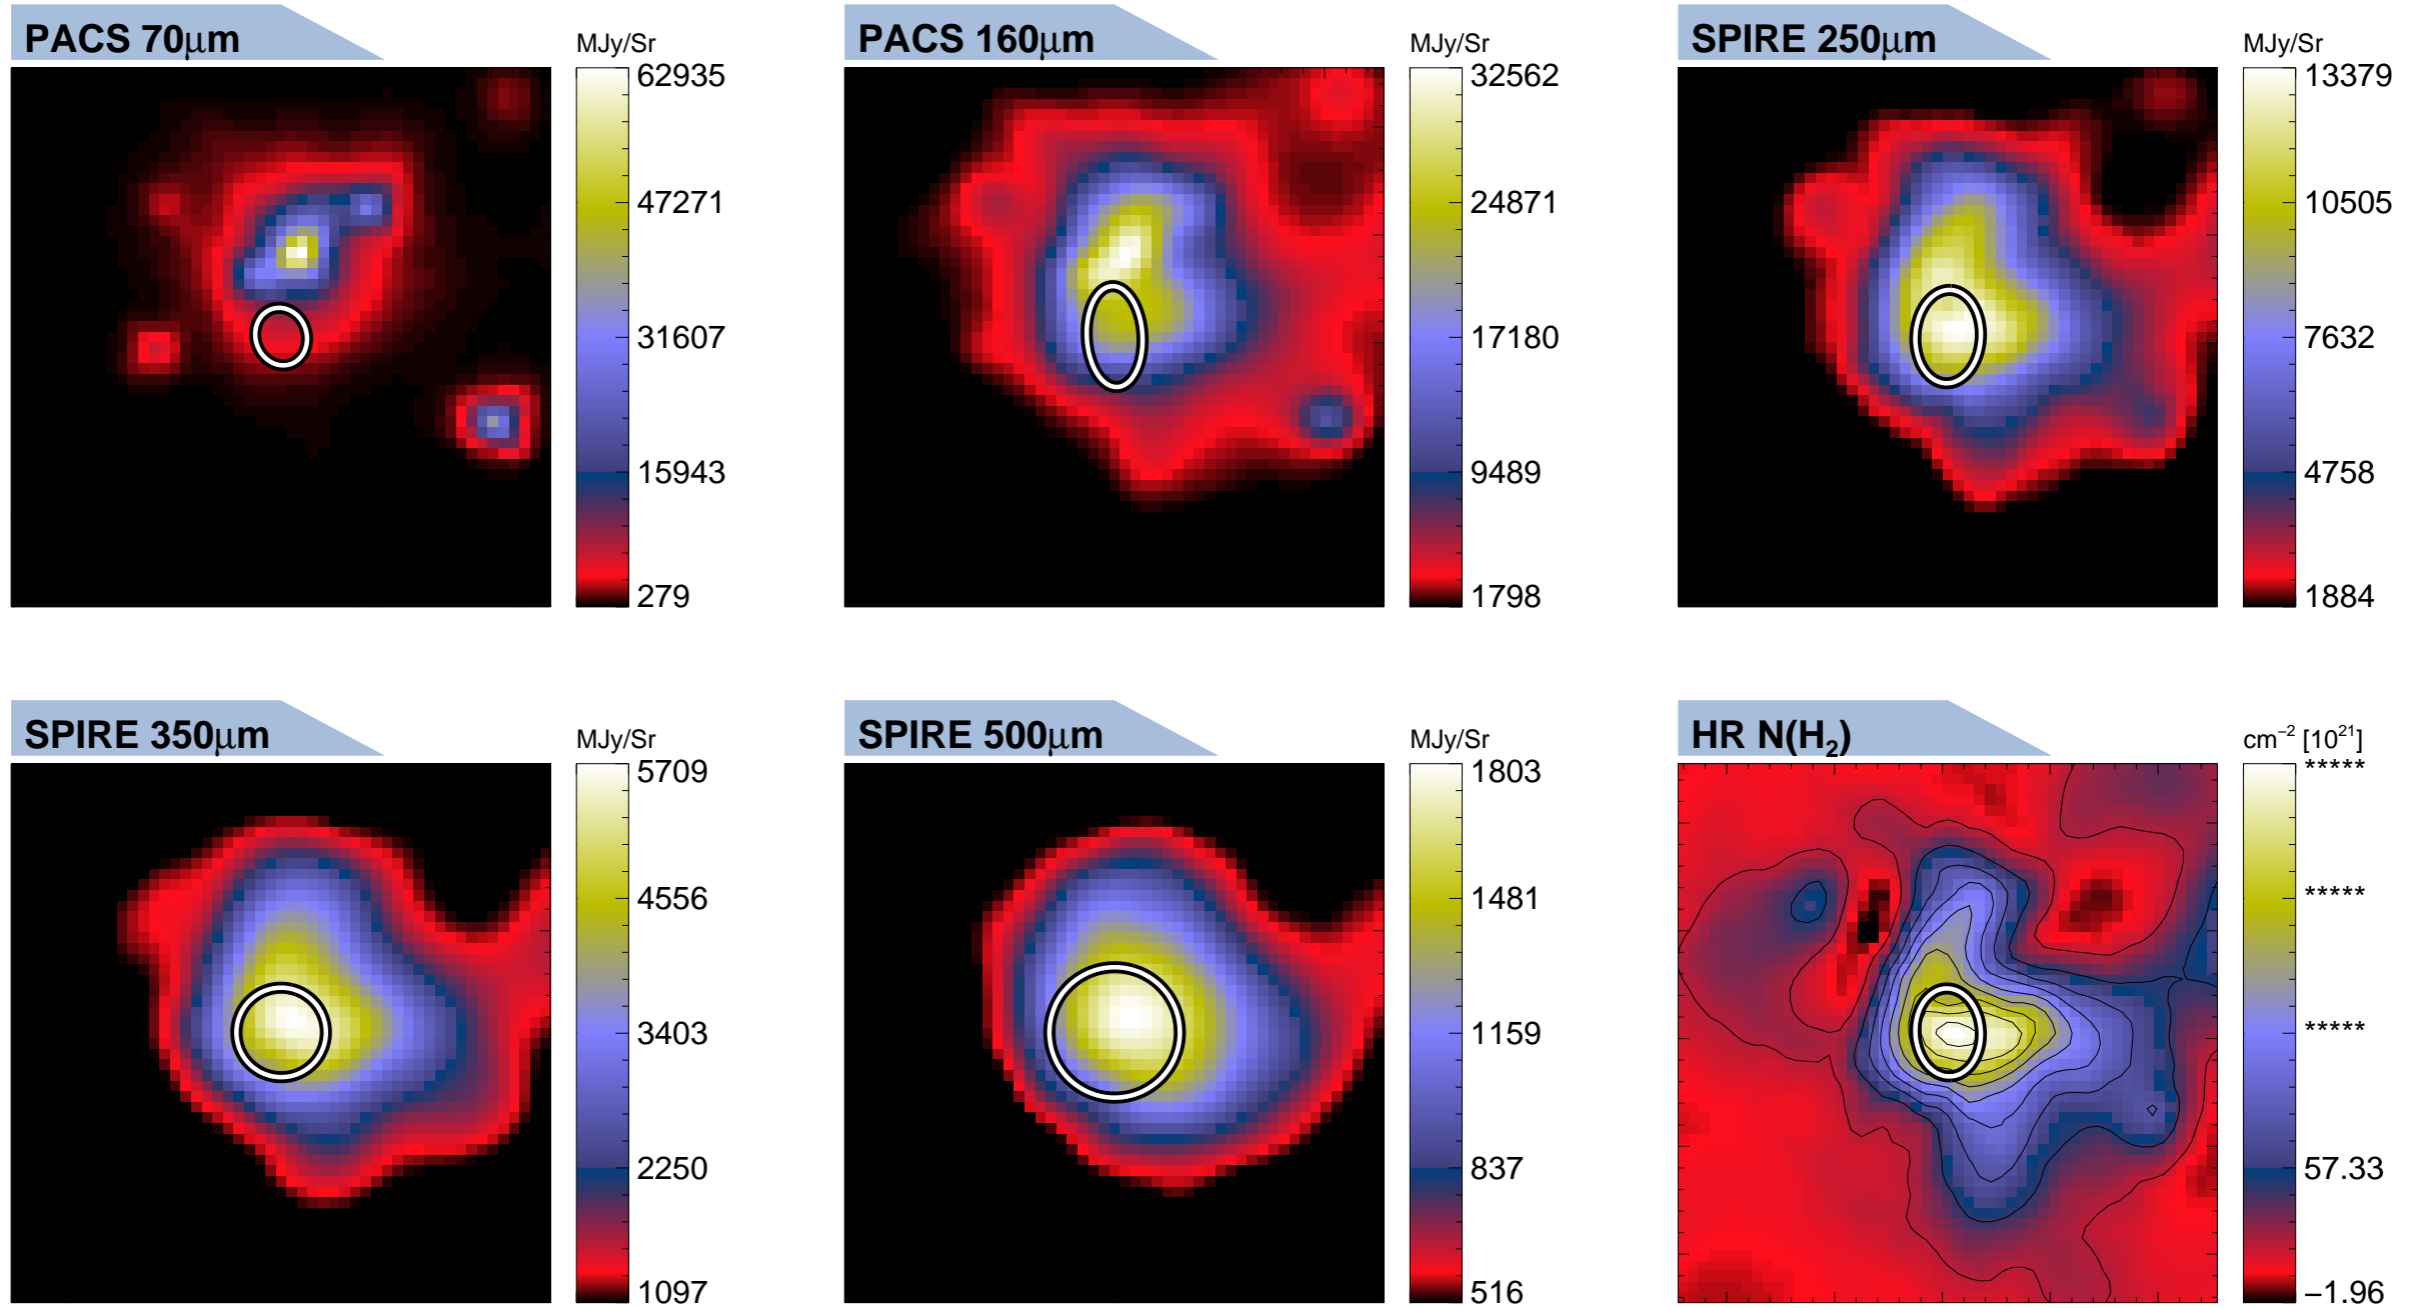 PACS 70μm
MJy/Sr
62935
47271
31607
15943
279
PACS 160μm
MJy/Sr
32562
24871
17180
9489
1798
SPIRE 250μm
MJy/Sr
13379
10505
7632
4758
1884
SPIRE 350μm
MJy/Sr
5709
4556
3403
2250
1097
SPIRE 500μm
MJy/Sr
1803
1481
1159
837
516
HR N(H₂)
cm⁻² [10²¹]
*****
*****
*****
57.33
−1.96